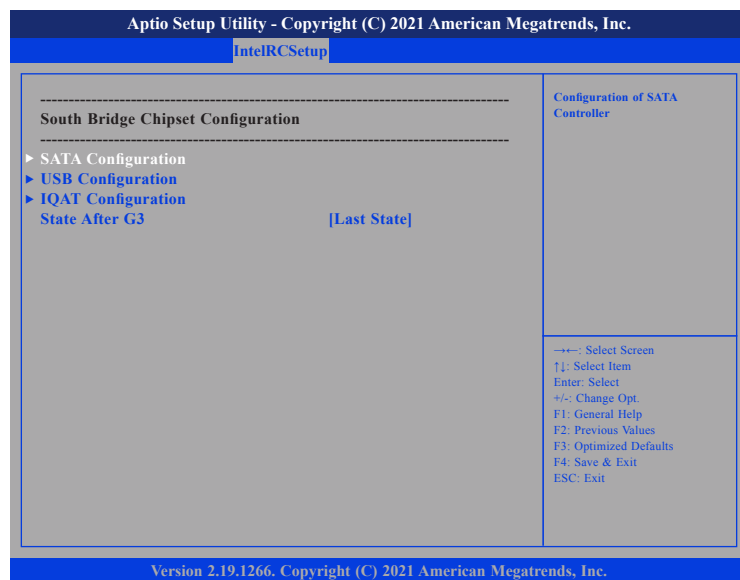 Aptio Setup Utility - Copyright (C) 2021 American Megatrends, Inc.
IntelRCSetup
--------------------------------------------------------------------------------
South Bridge Chipset Configuration
--------------------------------------------------------------------------------
► SATA Configuration
► USB Configuration
► IQAT Configuration
State After G3 [Last State]
Configuration of SATA
Controller
→←: Select Screen
↑↓: Select Item
Enter: Select
+/-: Change Opt.
F1: General Help
F2: Previous Values
F3: Optimized Defaults
F4: Save & Exit
ESC: Exit
Version 2.19.1266. Copyright (C) 2021 American Megatrends, Inc.